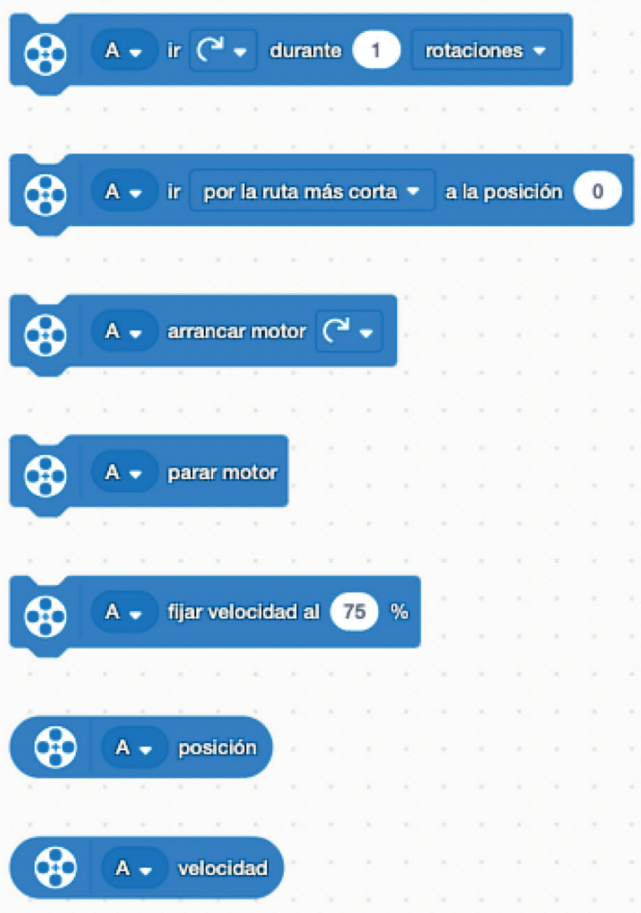 A ir durante 1 rotaciones
A ir por la ruta más corta a la posición 0
A arrancar motor
A parar motor
A fijar velocidad al 75 %
A posición
A velocidad